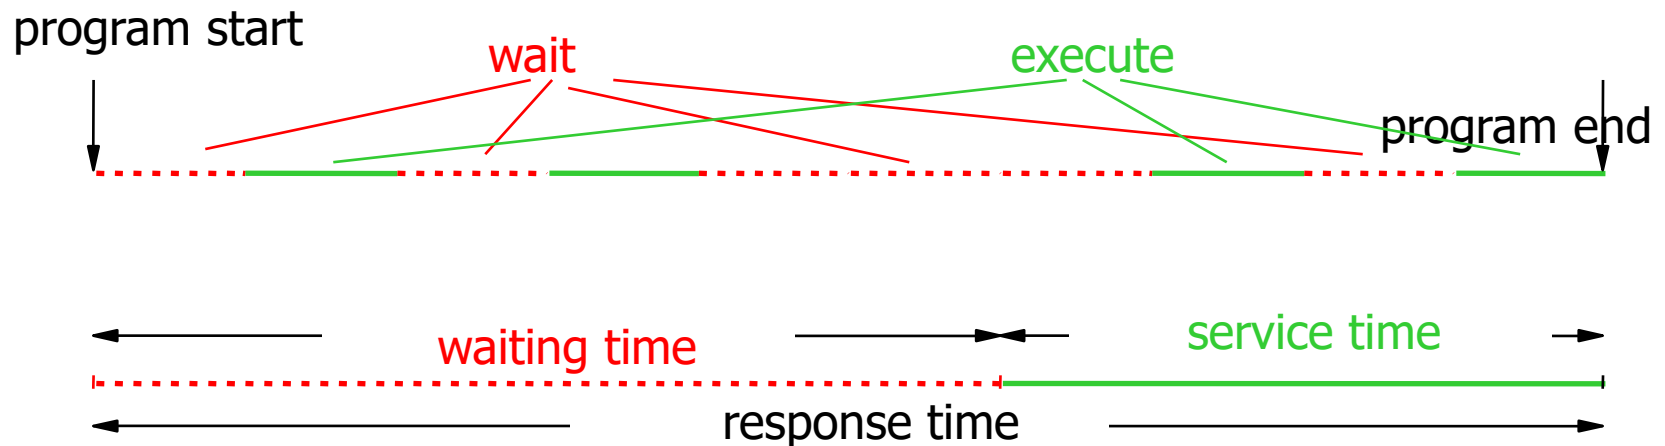 program start
wait
execute
program end
waiting time
service time
response time